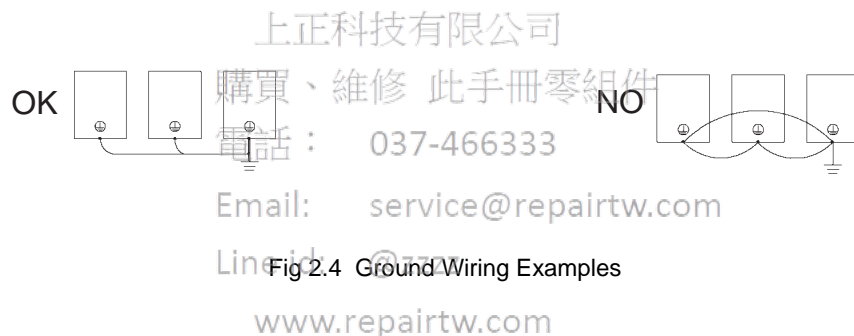 上正科技有限公司
購買、維修 此手冊零組件
OK
NO
電話： 037-466333
Email: service@repairtw.com
Line id: @zzzz
Fig 2.4 Ground Wiring Examples
www.repairtw.com